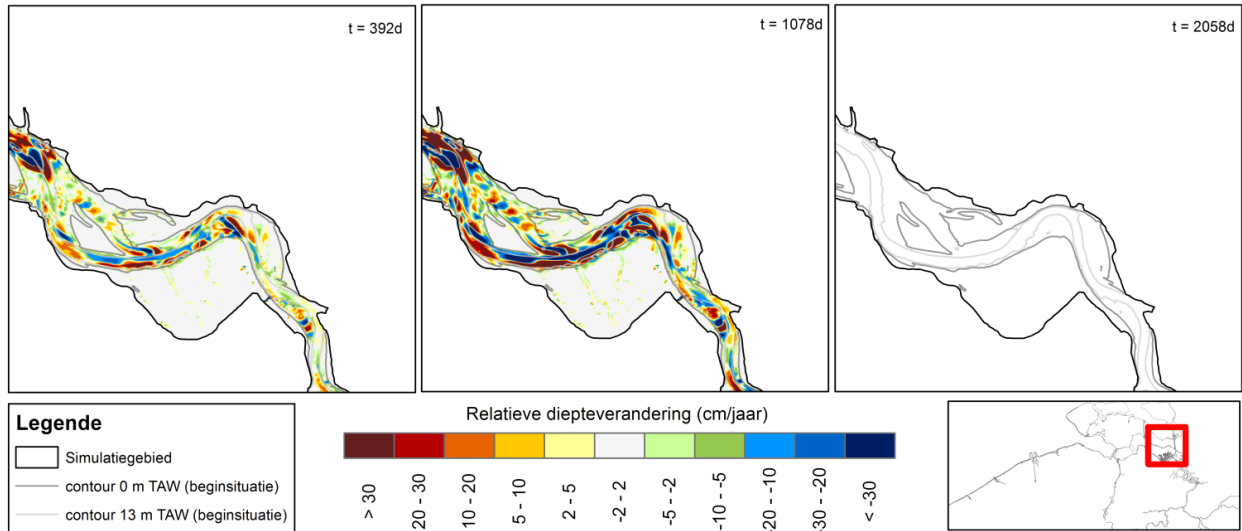 t = 392d
t = 1078d
t = 2058d
Legende
Simulatiegebied
contour 0 m TAW (beginsituatie)
contour 13 m TAW (beginsituatie)
Relatieve diepteverandering (cm/jaar)
> 30
20 - 30
10 - 20
5 - 10
2 - 5
-2 - 2
-5 - -2
-10 - -5
-20 - -10
-30 - -20
< -30